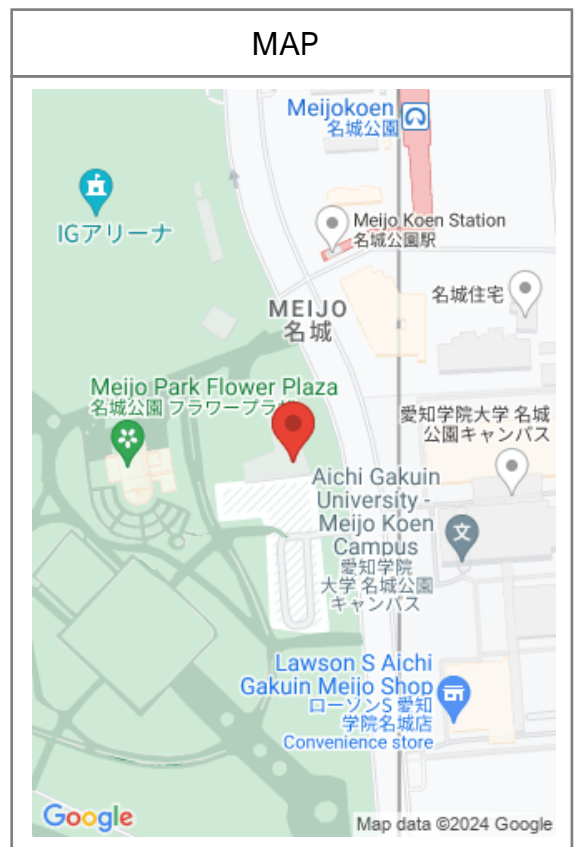 MAP
Meijokoen
名城公園
IGアリーナ
Meijo Koen Station
名城公園駅
名城住宅
MEIJO
名城
Meijo Park Flower Plaza
名城公園 フラワープラザ
愛知学院大学 名城
公園キャンパス
Aichi Gakuin
University -
Meijo Koen
Campus
愛知学院
大学 名城公園
キャンパス
文
Lawson S Aichi
Gakuin Meijo Shop
ローソンS 愛知
学院名城店
Convenience store
Google
Map data ©2024 Google